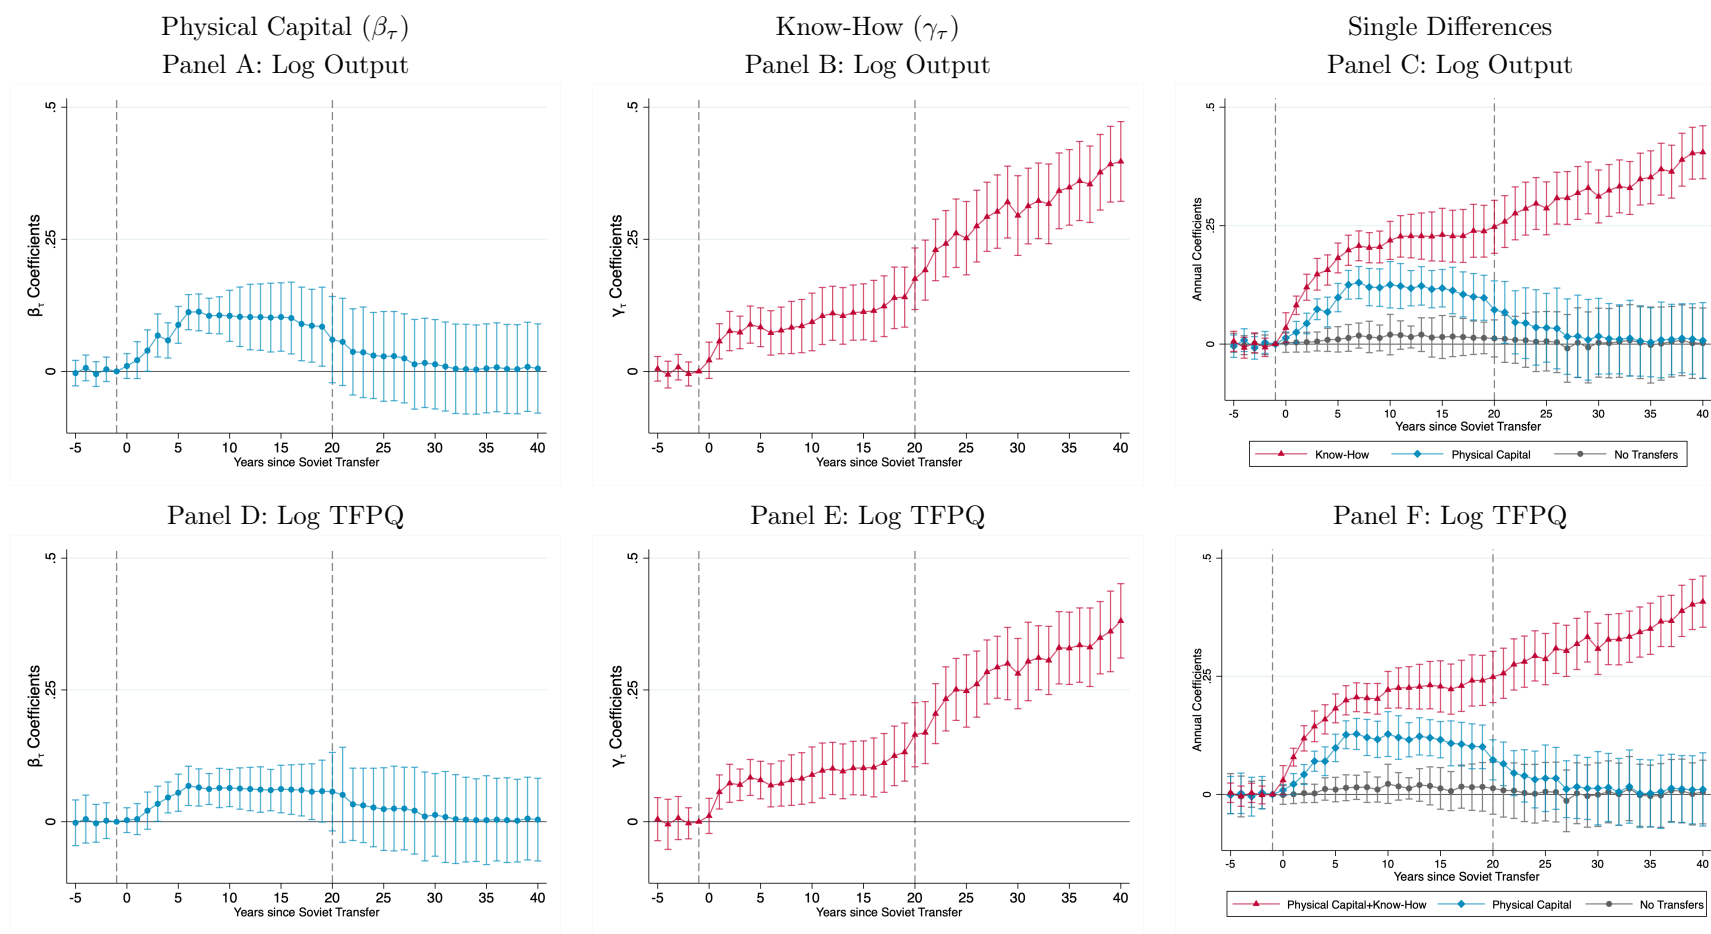 Physical Capital (βτ)
Panel A: Log Output
.5
.25
0
βτ Coefficients
-5 0 5 10 15 20 25 30 35 40
Years since Soviet Transfer
Know-How (γτ)
Panel B: Log Output
.5
.25
0
γτ Coefficients
-5 0 5 10 15 20 25 30 35 40
Years since Soviet Transfer
Single Differences
Panel C: Log Output
.5
.25
0
Annual Coefficients
-5 0 5 10 15 20 25 30 35 40
Years since Soviet Transfer
Know-How Physical Capital No Transfers
Panel D: Log TFPQ
.5
.25
0
βτ Coefficients
-5 0 5 10 15 20 25 30 35 40
Years since Soviet Transfer
Panel E: Log TFPQ
.5
.25
0
γτ Coefficients
-5 0 5 10 15 20 25 30 35 40
Years since Soviet Transfer
Panel F: Log TFPQ
.5
.25
0
Annual Coefficients
-5 0 5 10 15 20 25 30 35 40
Years since Soviet Transfer
Physical Capital+Know-How Physical Capital No Transfers